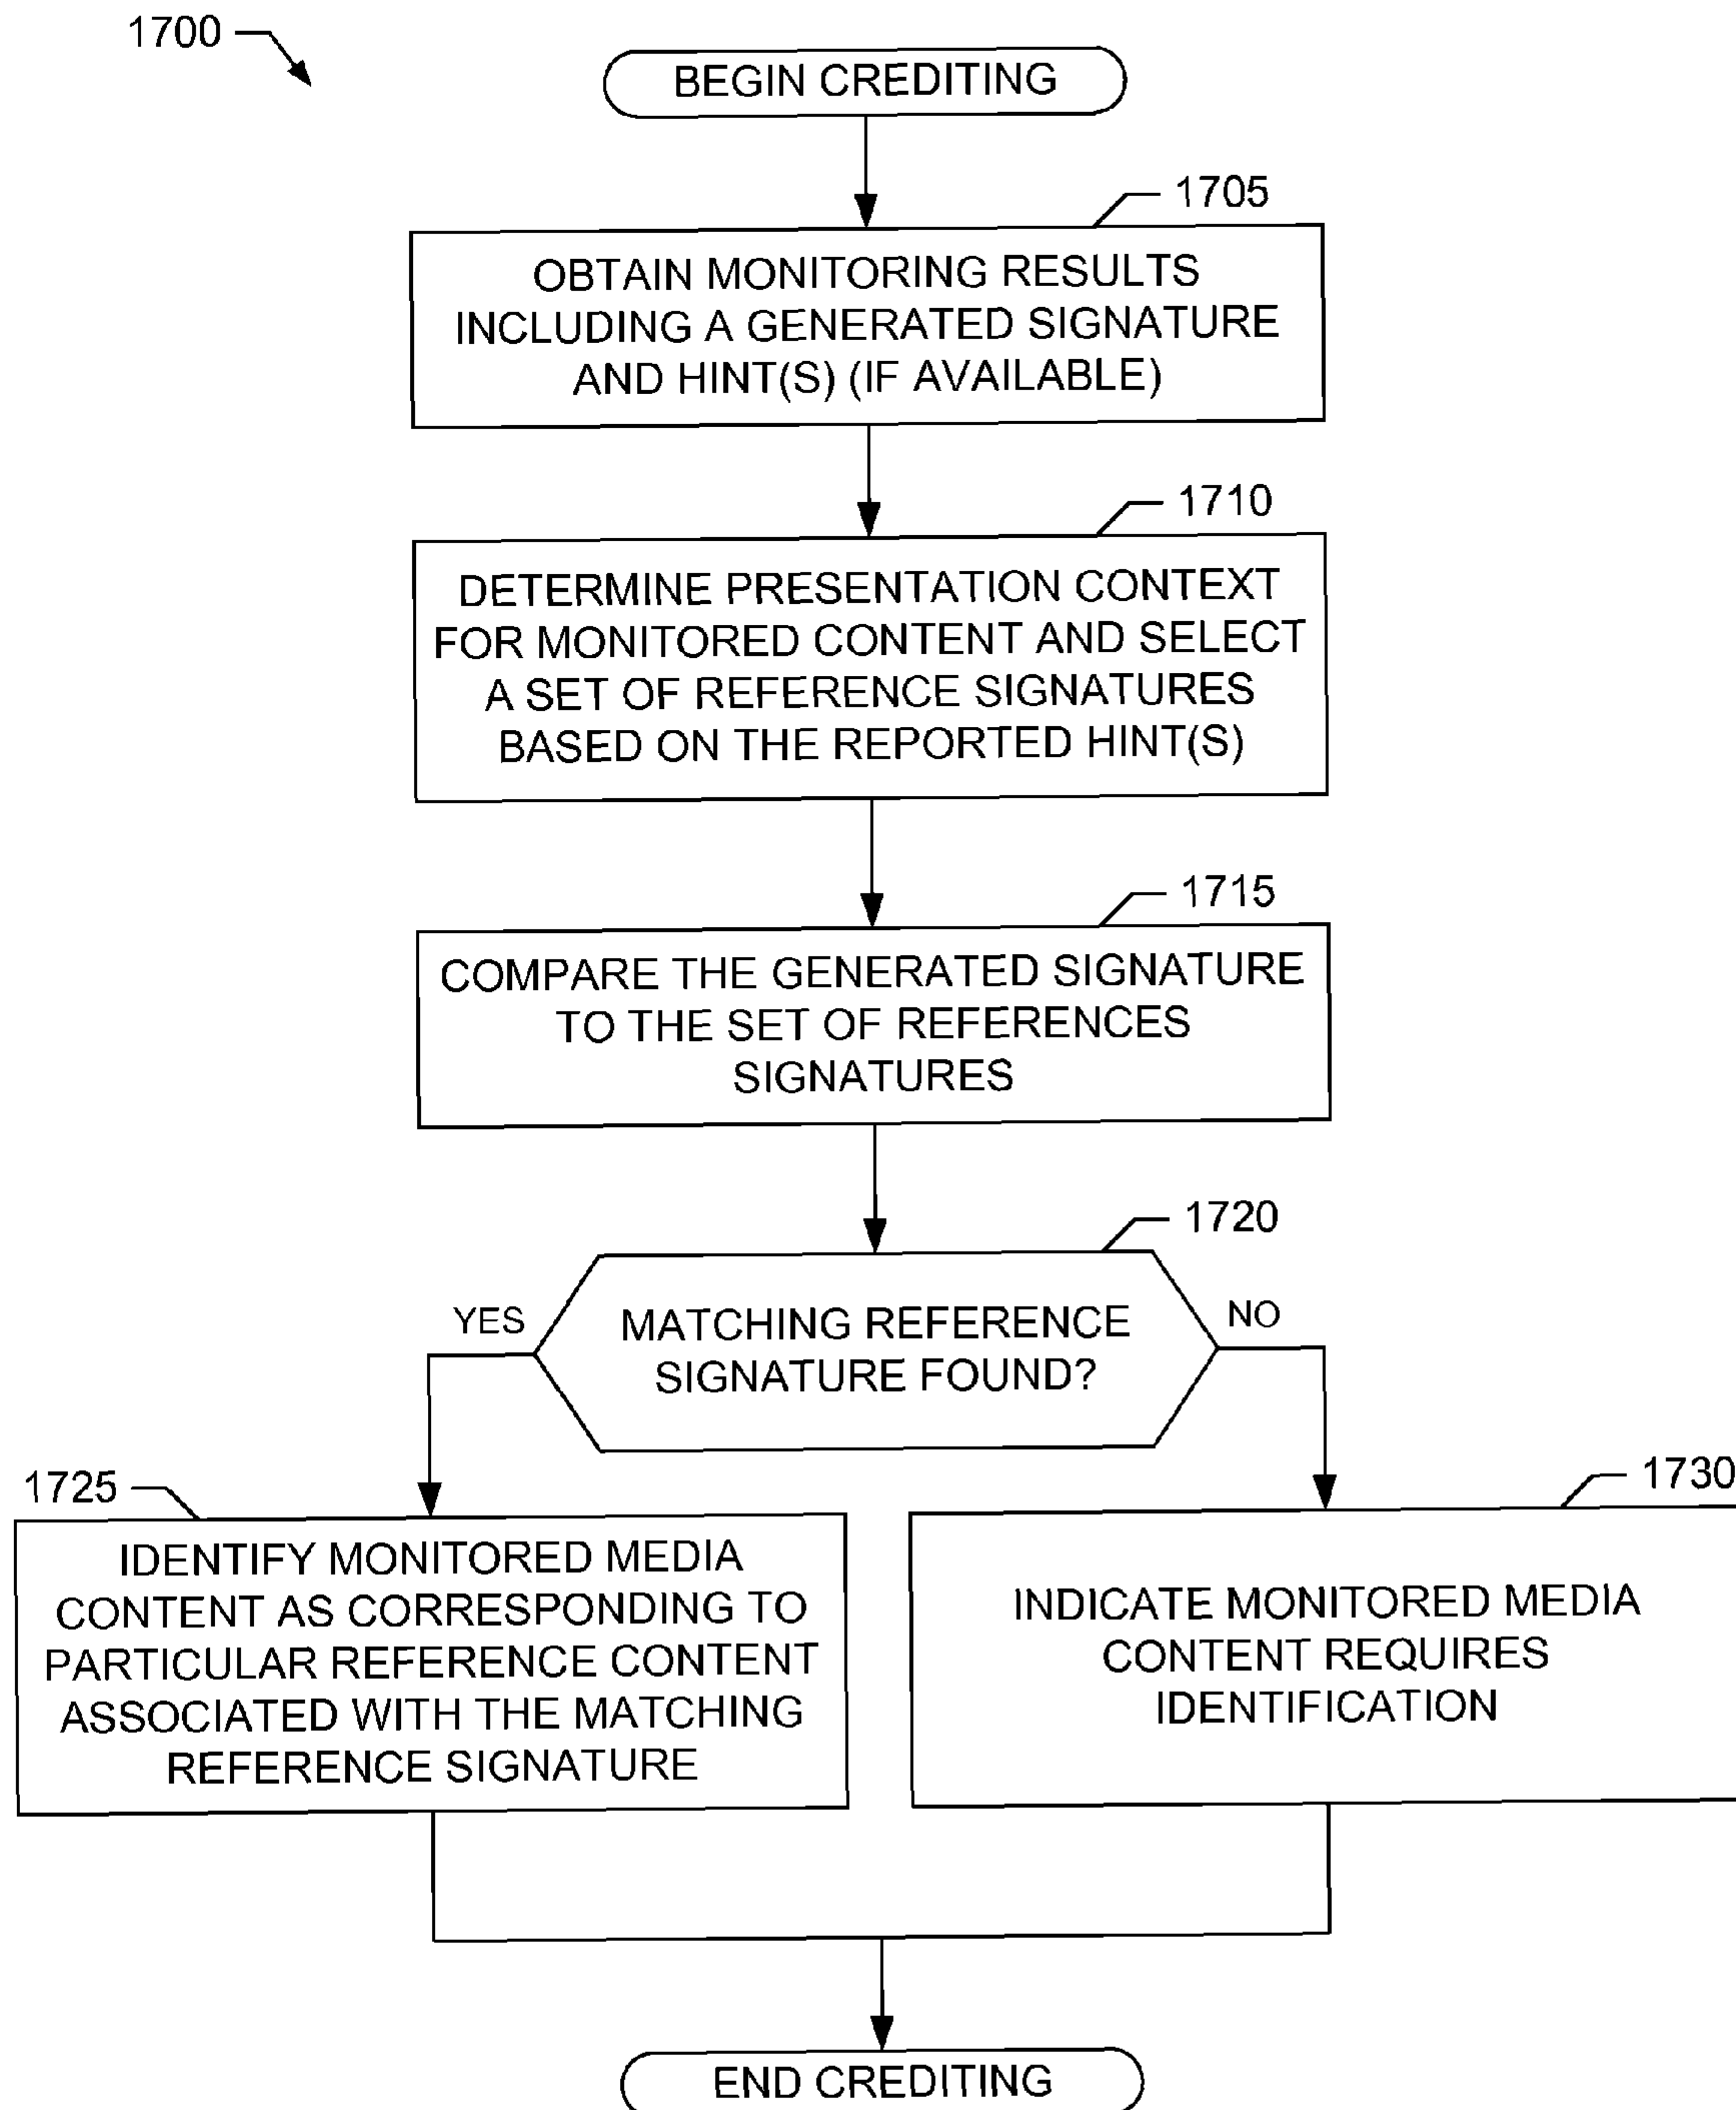 1700
BEGIN CREDITING
1705
OBTAIN MONITORING RESULTS
INCLUDING A GENERATED SIGNATURE
AND HINT(S) (IF AVAILABLE)
1710
DETERMINE PRESENTATION CONTEXT
FOR MONITORED CONTENT AND SELECT
A SET OF REFERENCE SIGNATURES
BASED ON THE REPORTED HINT(S)
1715
COMPARE THE GENERATED SIGNATURE
TO THE SET OF REFERENCES
SIGNATURES
1720
YES
MATCHING REFERENCE
SIGNATURE FOUND?
NO
1725
IDENTIFY MONITORED MEDIA
CONTENT AS CORRESPONDING TO
PARTICULAR REFERENCE CONTENT
ASSOCIATED WITH THE MATCHING
REFERENCE SIGNATURE
1730
INDICATE MONITORED MEDIA
CONTENT REQUIRES
IDENTIFICATION
END CREDITING